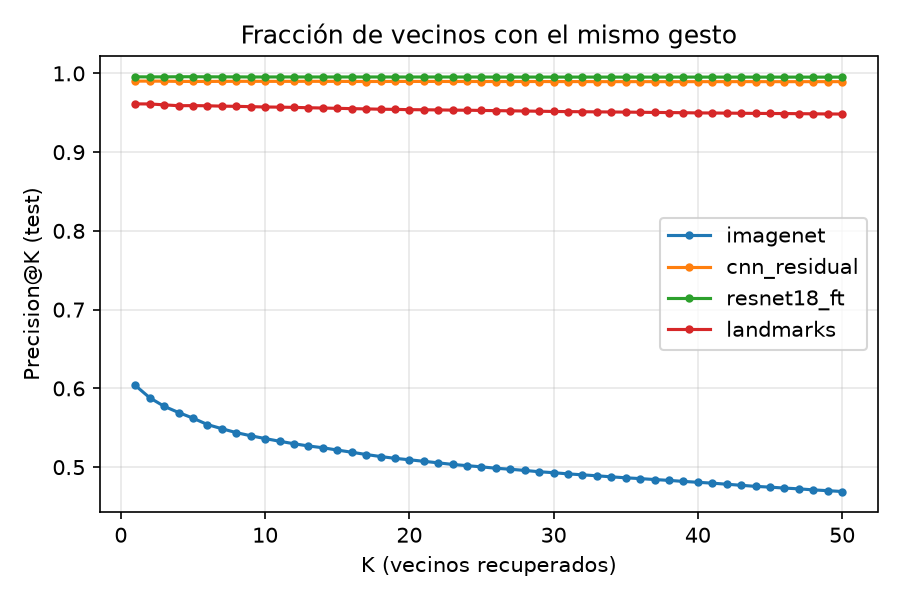 Fracción de vecinos con el mismo gesto
Precision@K (test)
1.0
0.9
0.8
0.7
0.6
0.5
imagenet
cnn_residual
resnet18_ft
landmarks
0 10 20 30 40 50
K (vecinos recuperados)